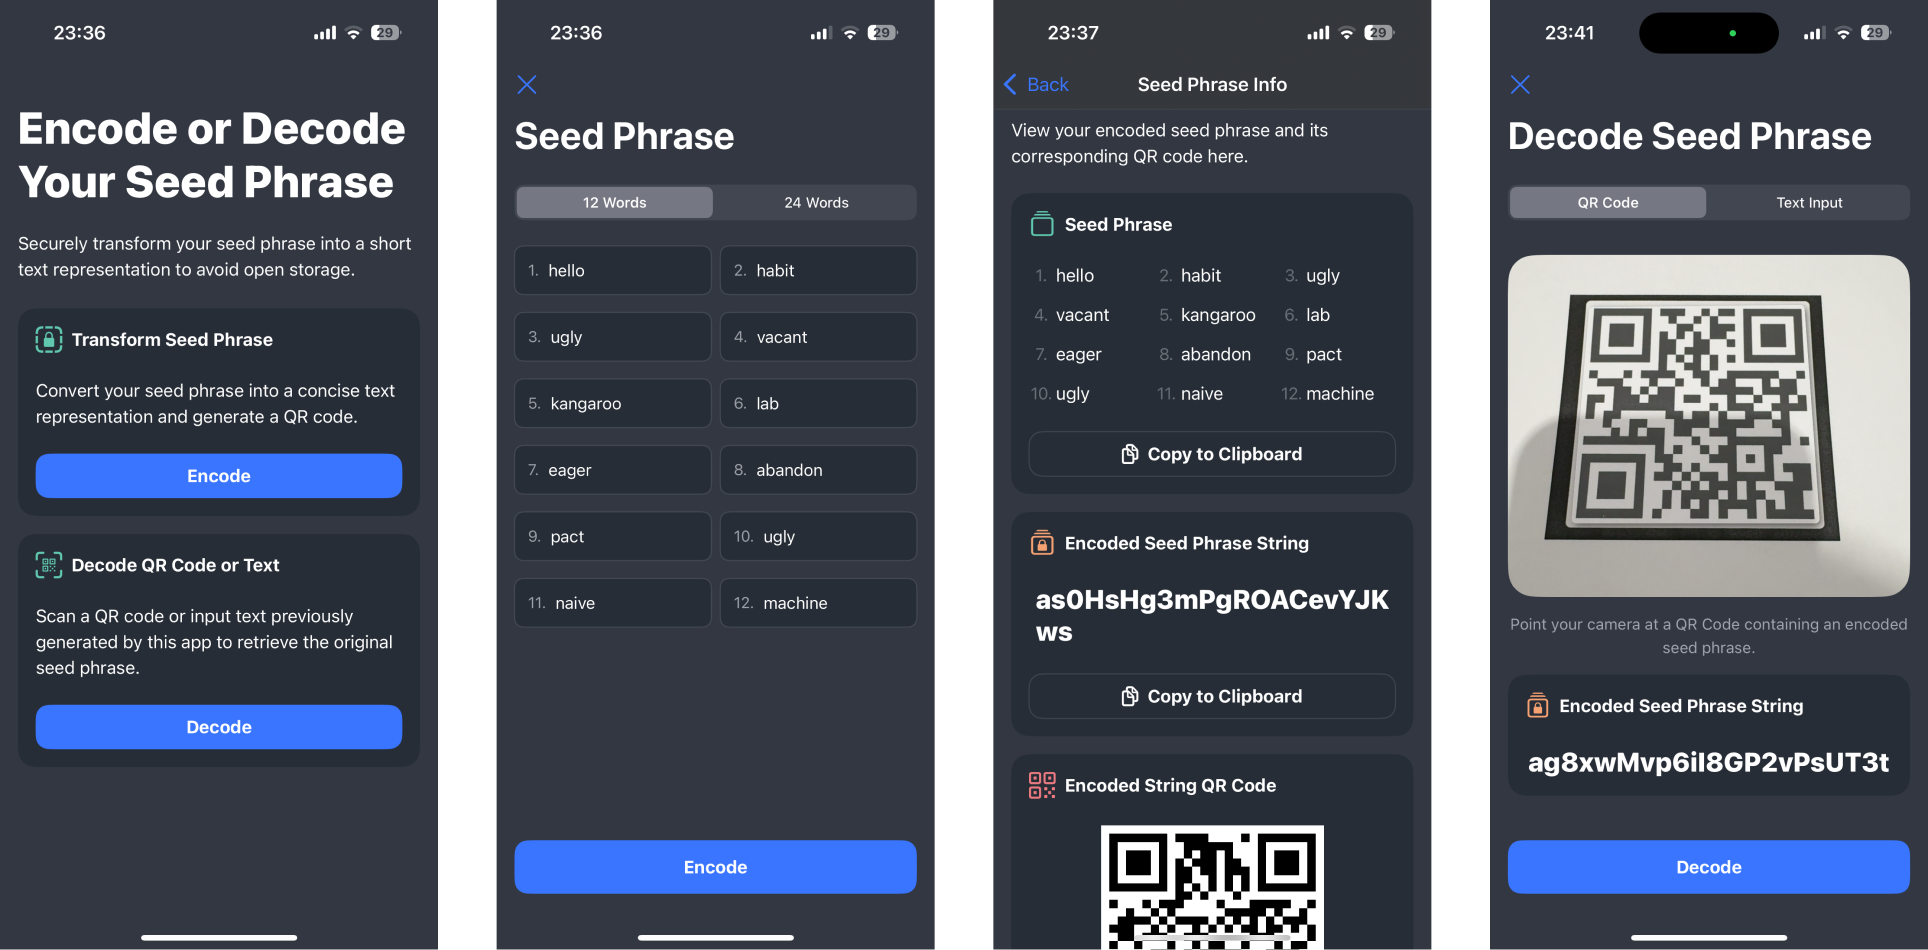 23:36
29
Encode or Decode
Your Seed Phrase
Securely transform your seed phrase into a short
text representation to avoid open storage.
Transform Seed Phrase
Convert your seed phrase into a concise text
representation and generate a QR code.
Encode
Decode QR Code or Text
Scan a QR code or input text previously
generated by this app to retrieve the original
seed phrase.
Decode
23:36
29
Seed Phrase
12 Words 24 Words
1. hello 2. habit
3. ugly 4. vacant
5. kangaroo 6. lab
7. eager 8. abandon
9. pact 10. ugly
11. naive 12. machine
Encode
23:37
29
Back Seed Phrase Info
View your encoded seed phrase and its
corresponding QR code here.
Seed Phrase
1. hello 2. habit 3. ugly
4. vacant 5. kangaroo 6. lab
7. eager 8. abandon 9. pact
10. ugly 11. naive 12. machine
Copy to Clipboard
Encoded Seed Phrase String
as0HsHg3mPgROACevYJK
ws
Copy to Clipboard
Encoded String QR Code
23:41
29
Decode Seed Phrase
QR Code Text Input
Point your camera at a QR Code containing an encoded
seed phrase.
Encoded Seed Phrase String
ag8xwMvp6iI8GP2vPsUT3t
Decode